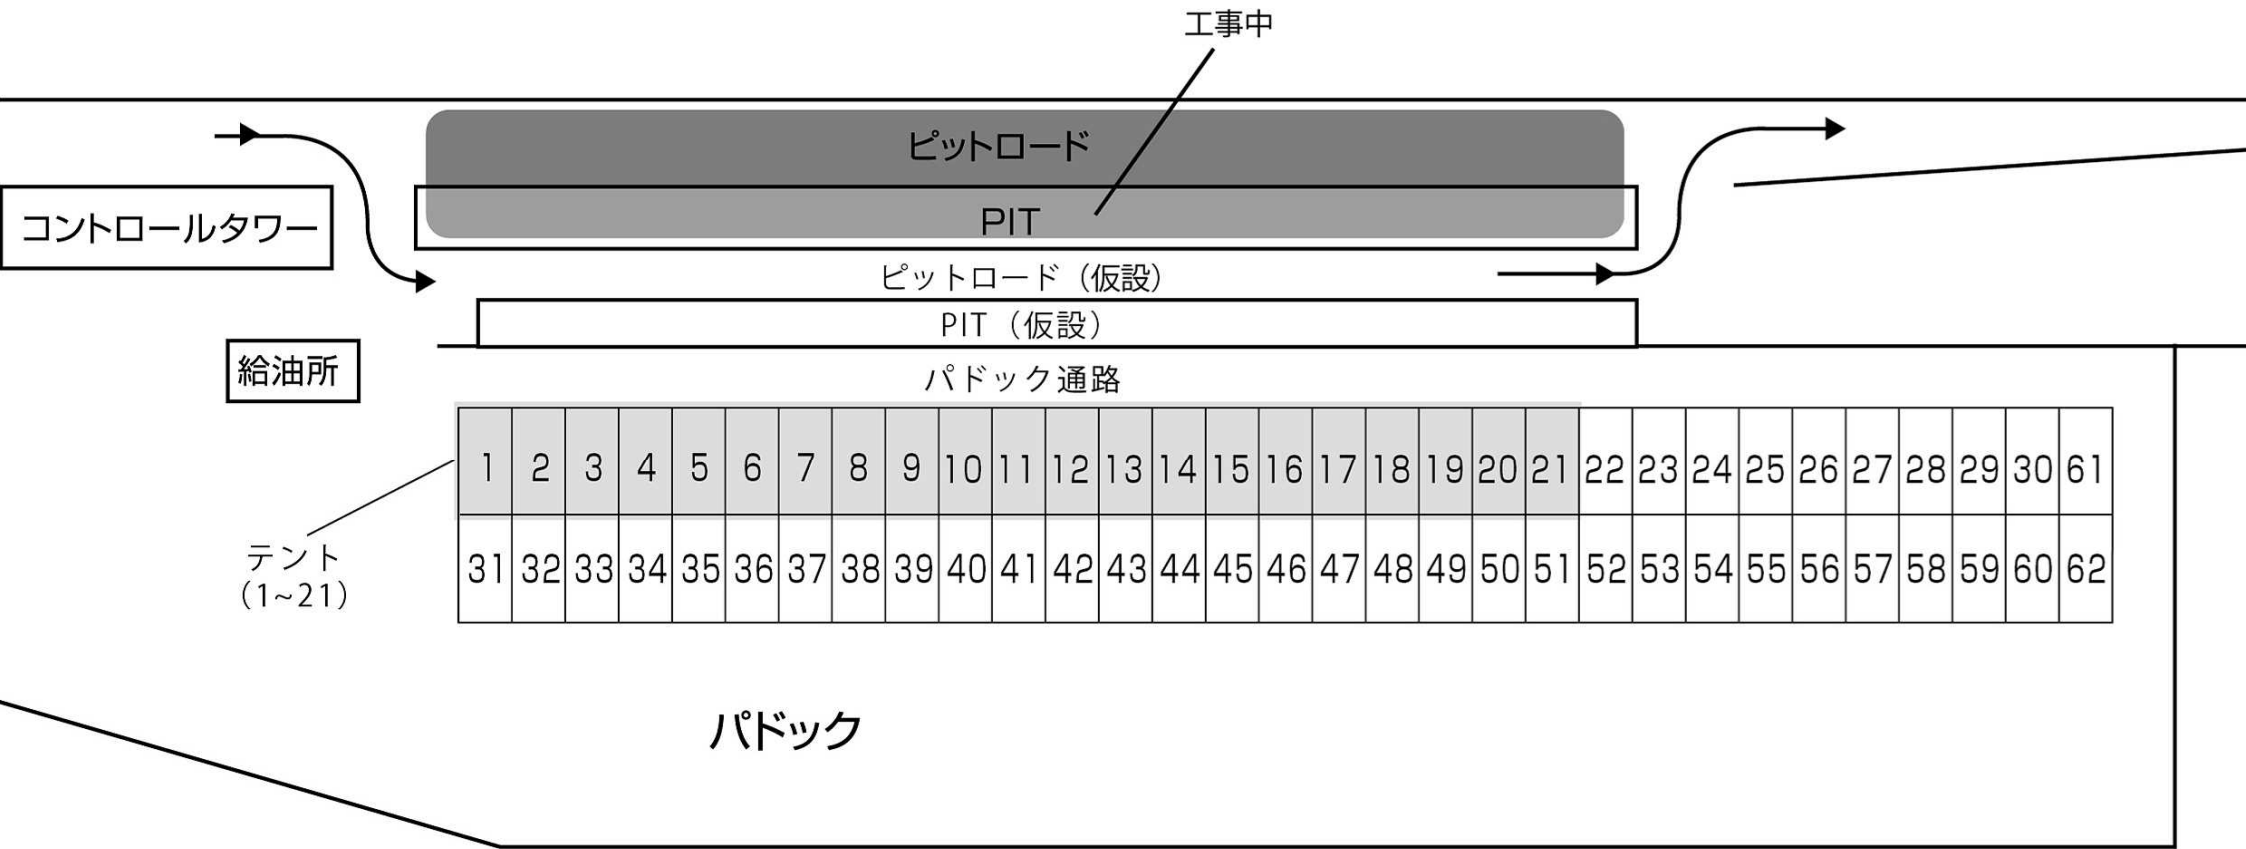 工事中
ピットロード
PIT
コントロールタワー
ピットロード（仮設）
PIT（仮設）
給油所
パドック通路
1 2 3 4 5 6 7 8 9 10 11 12 13 14 15 16 17 18 19 20 21 22 23 24 25 26 27 28 29 30 61
31 32 33 34 35 36 37 38 39 40 41 42 43 44 45 46 47 48 49 50 51 52 53 54 55 56 57 58 59 60 62
テント
（1~21）
パドック